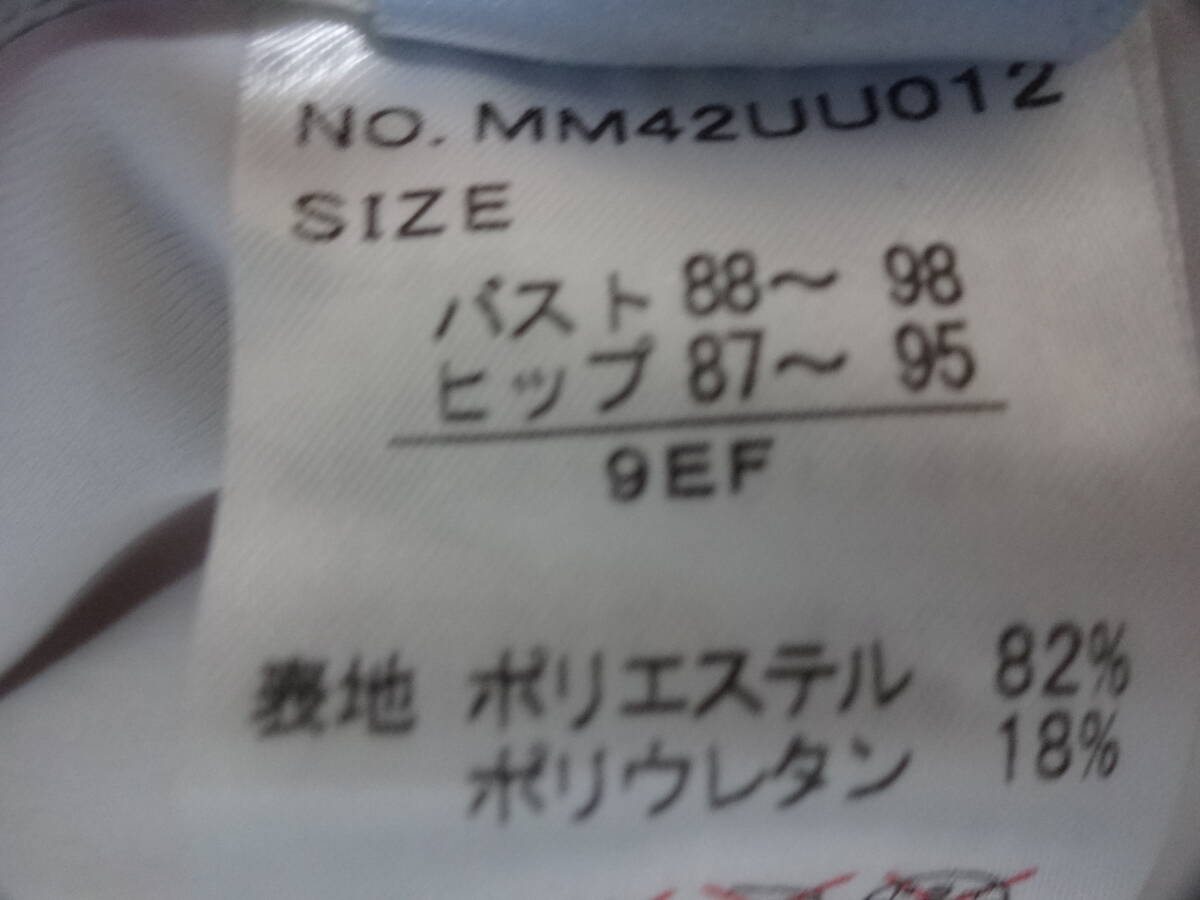 NO. MM42UU012
SIZE
バスト 88～ 98
ヒップ 87～ 95
9EF
表地 ポリエステル 82%
ポリウレタン 18%